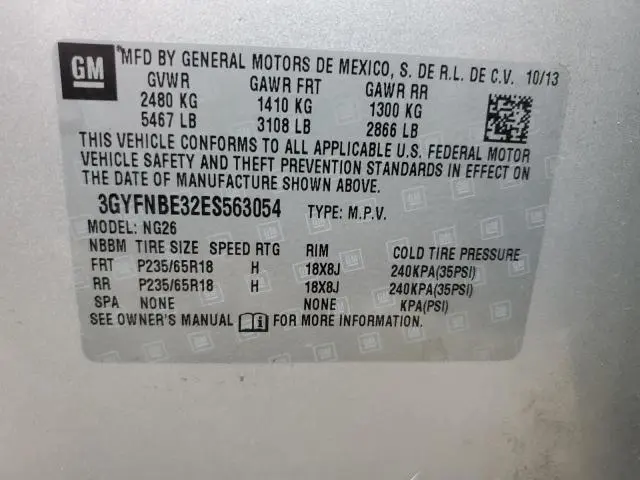 GM
MFD BY GENERAL MOTORS DE MEXICO, S. DE R.L. DE C.V. 10/13
GVWR GAWR FRT GAWR RR
2480 KG 1410 KG 1300 KG
5467 LB 3108 LB 2866 LB
THIS VEHICLE CONFORMS TO ALL APPLICABLE U.S. FEDERAL MOTOR
VEHICLE SAFETY AND THEFT PREVENTION STANDARDS IN EFFECT ON
THE DATE OF MANUFACTURE SHOWN ABOVE.
3GYFNBE32ES563054 TYPE: M.P.V.
MODEL: NG26
NBBM TIRE SIZE SPEED RTG RIM COLD TIRE PRESSURE
FRT P235/65R18 H 18X8J 240KPA(35PSI)
RR P235/65R18 H 18X8J 240KPA(35PSI)
SPA NONE NONE KPA(PSI)
SEE OWNER'S MANUAL i FOR MORE INFORMATION.